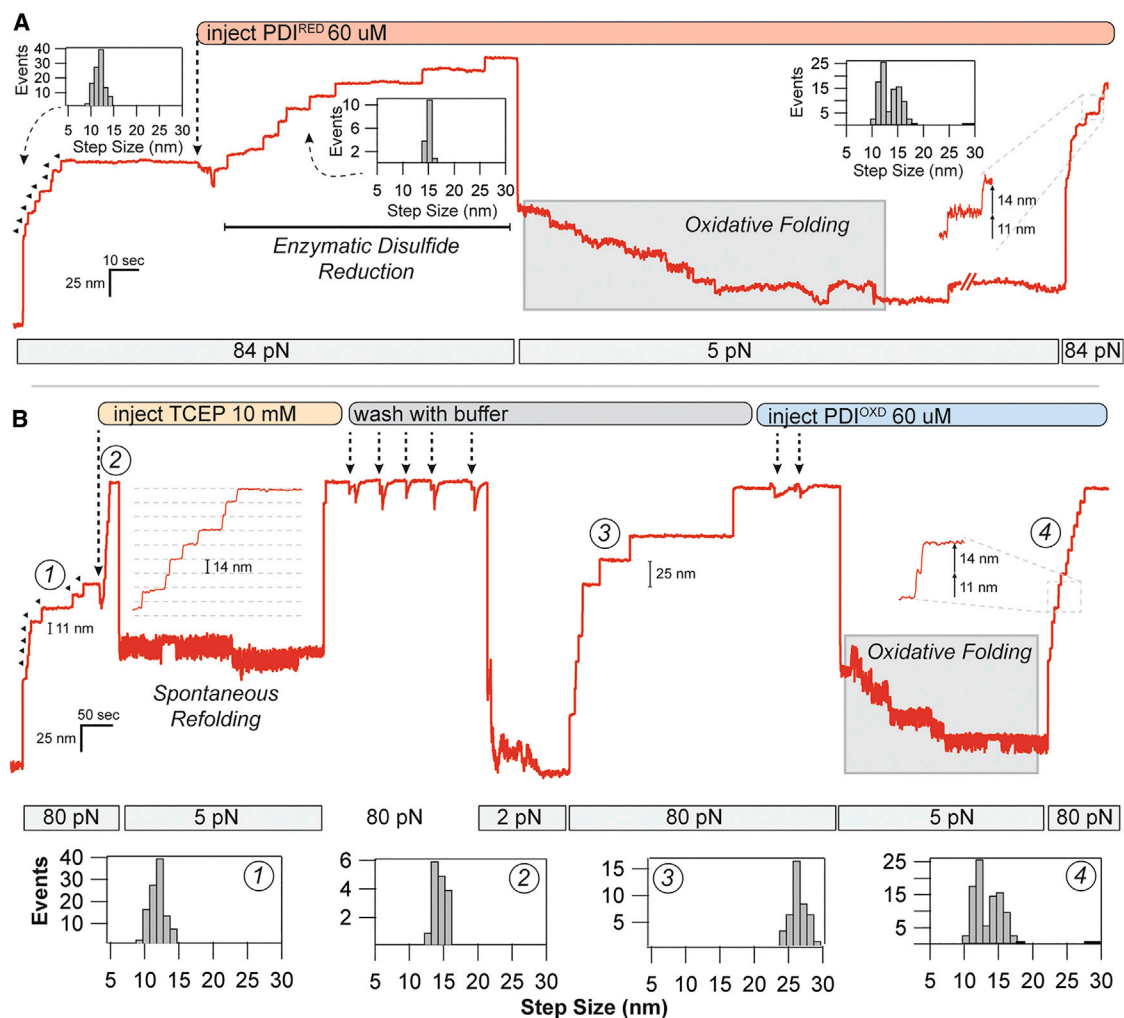 A
inject PDI^RED 60 uM
Events
40
30
20
10
5 10 15 20 25 30
Step Size (nm)
Events
10
8
6
4
2
5 10 15 20 25 30
Step Size (nm)
Events
25
15
5
5 10 15 20 25 30
Step Size (nm)
14 nm
11 nm
Oxidative Folding
Enzymatic Disulfide
Reduction
10 sec
25 nm
84 pN
5 pN
84 pN
B
inject TCEP 10 mM
wash with buffer
inject PDI^OXD 60 uM
2
1
11 nm
14 nm
3
25 nm
4
14 nm
11 nm
Spontaneous
Refolding
Oxidative Folding
50 sec
25 nm
80 pN
5 pN
80 pN
2 pN
80 pN
5 pN
80 pN
Events
40
30
20
10
1
5 10 15 20 25 30
6
4
2
2
5 10 15 20 25 30
15
10
5
3
5 10 15 20 25 30
25
15
5
4
5 10 15 20 25 30
Step Size (nm)